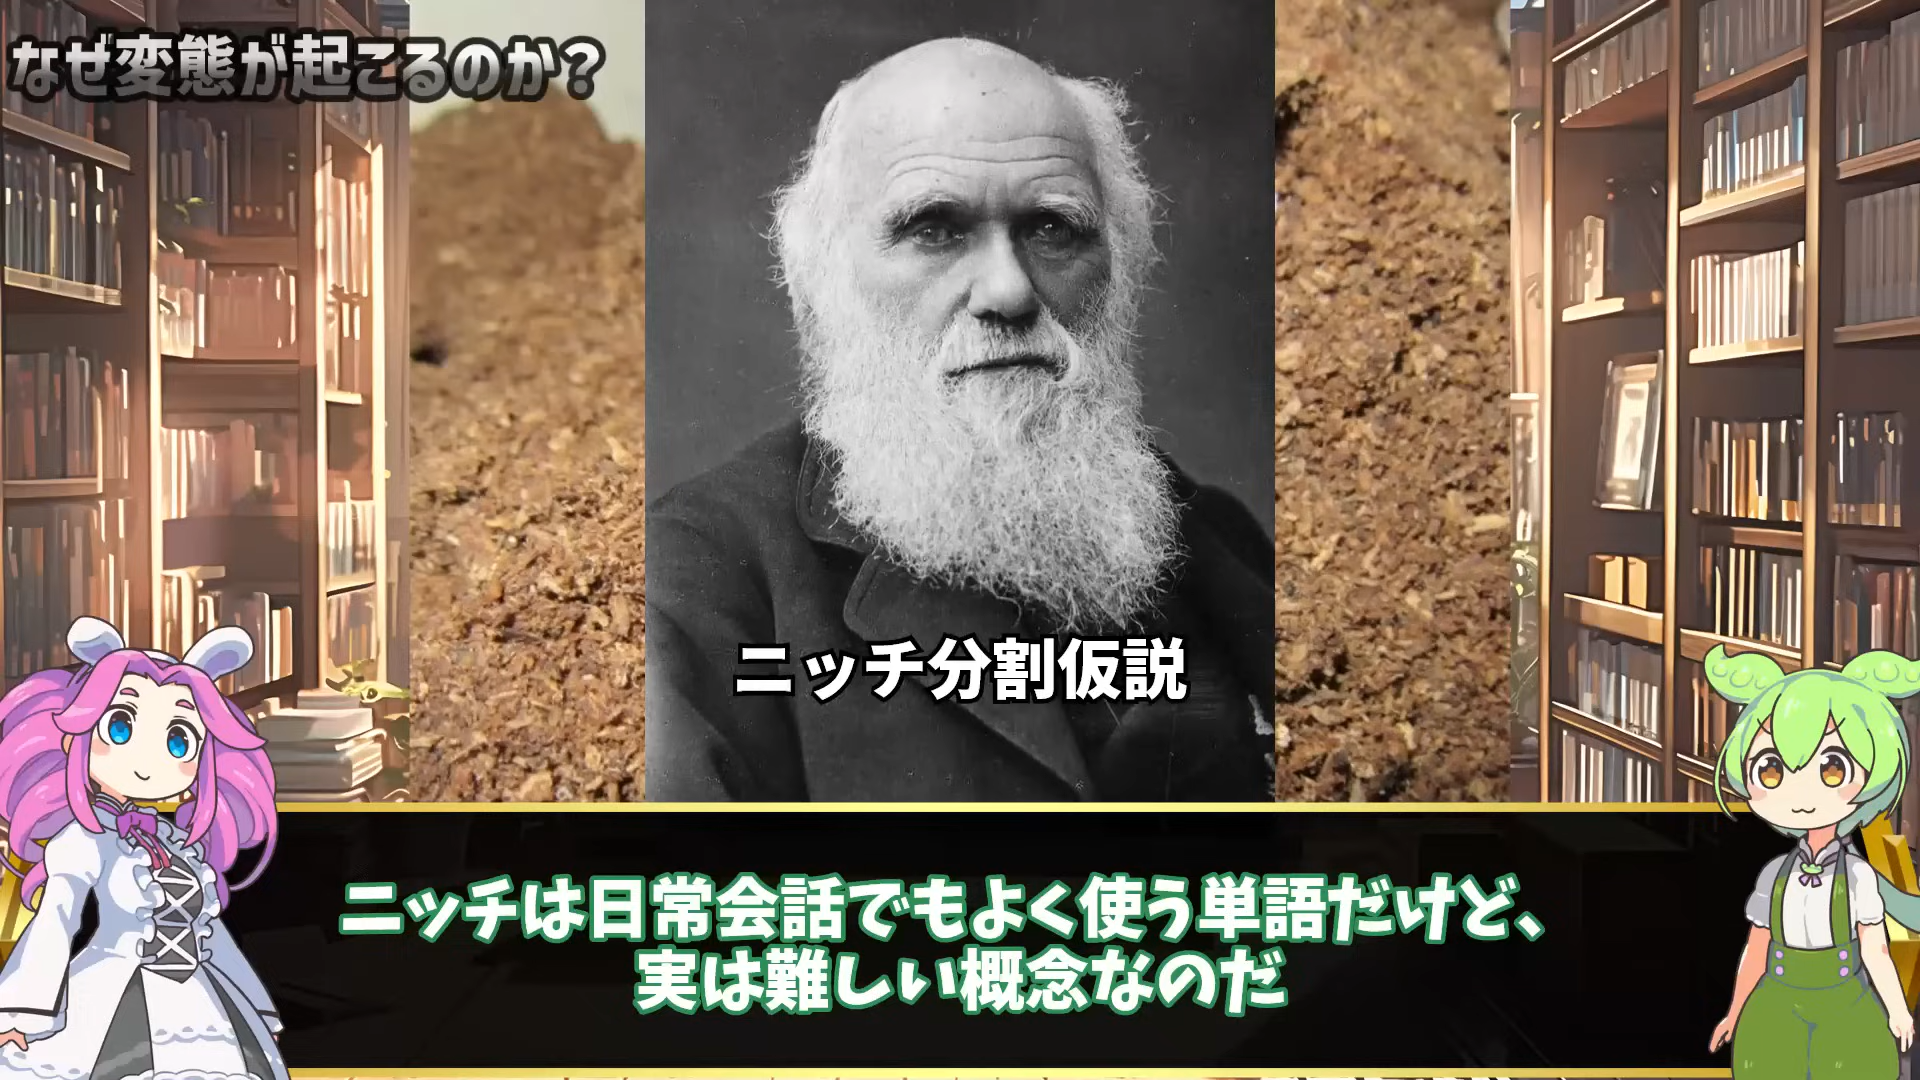 なぜ変態が起こるのか？
ニッチ分割仮説
ニッチは日常会話でもよく使う単語だけど、
実は難しい概念なのだ